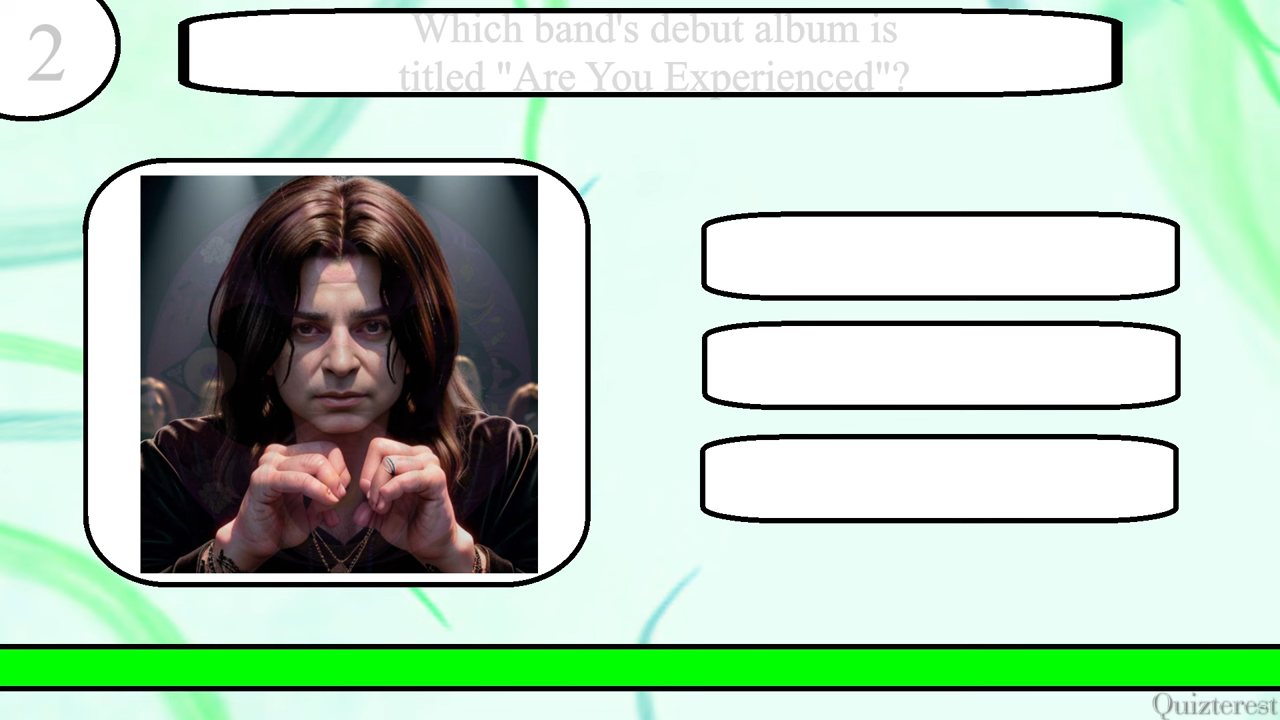 2
Which band's debut album is
titled "Are You Experienced"?
Quizterest